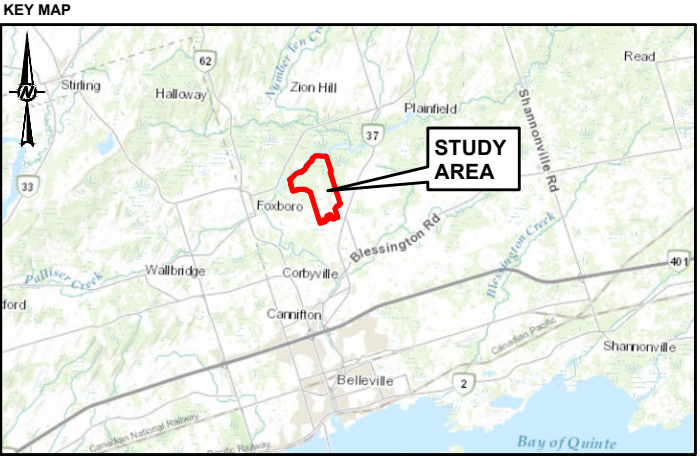 KEY MAP
N
62
Number Ten Creek
Read
Stirling
Zion Hill
Halloway
Shannonville Rd
Plainfield
37
STUDY
AREA
33
Foxboro
Blessington Rd
Blessington Creek
Palliser Creek
Wallbridge
Corbyville
401
ford
Cannifton
Canadian Pacific
Shannonville
Belleville
2
Canadian National Railway
Pacific Railway
Bay of Quinte